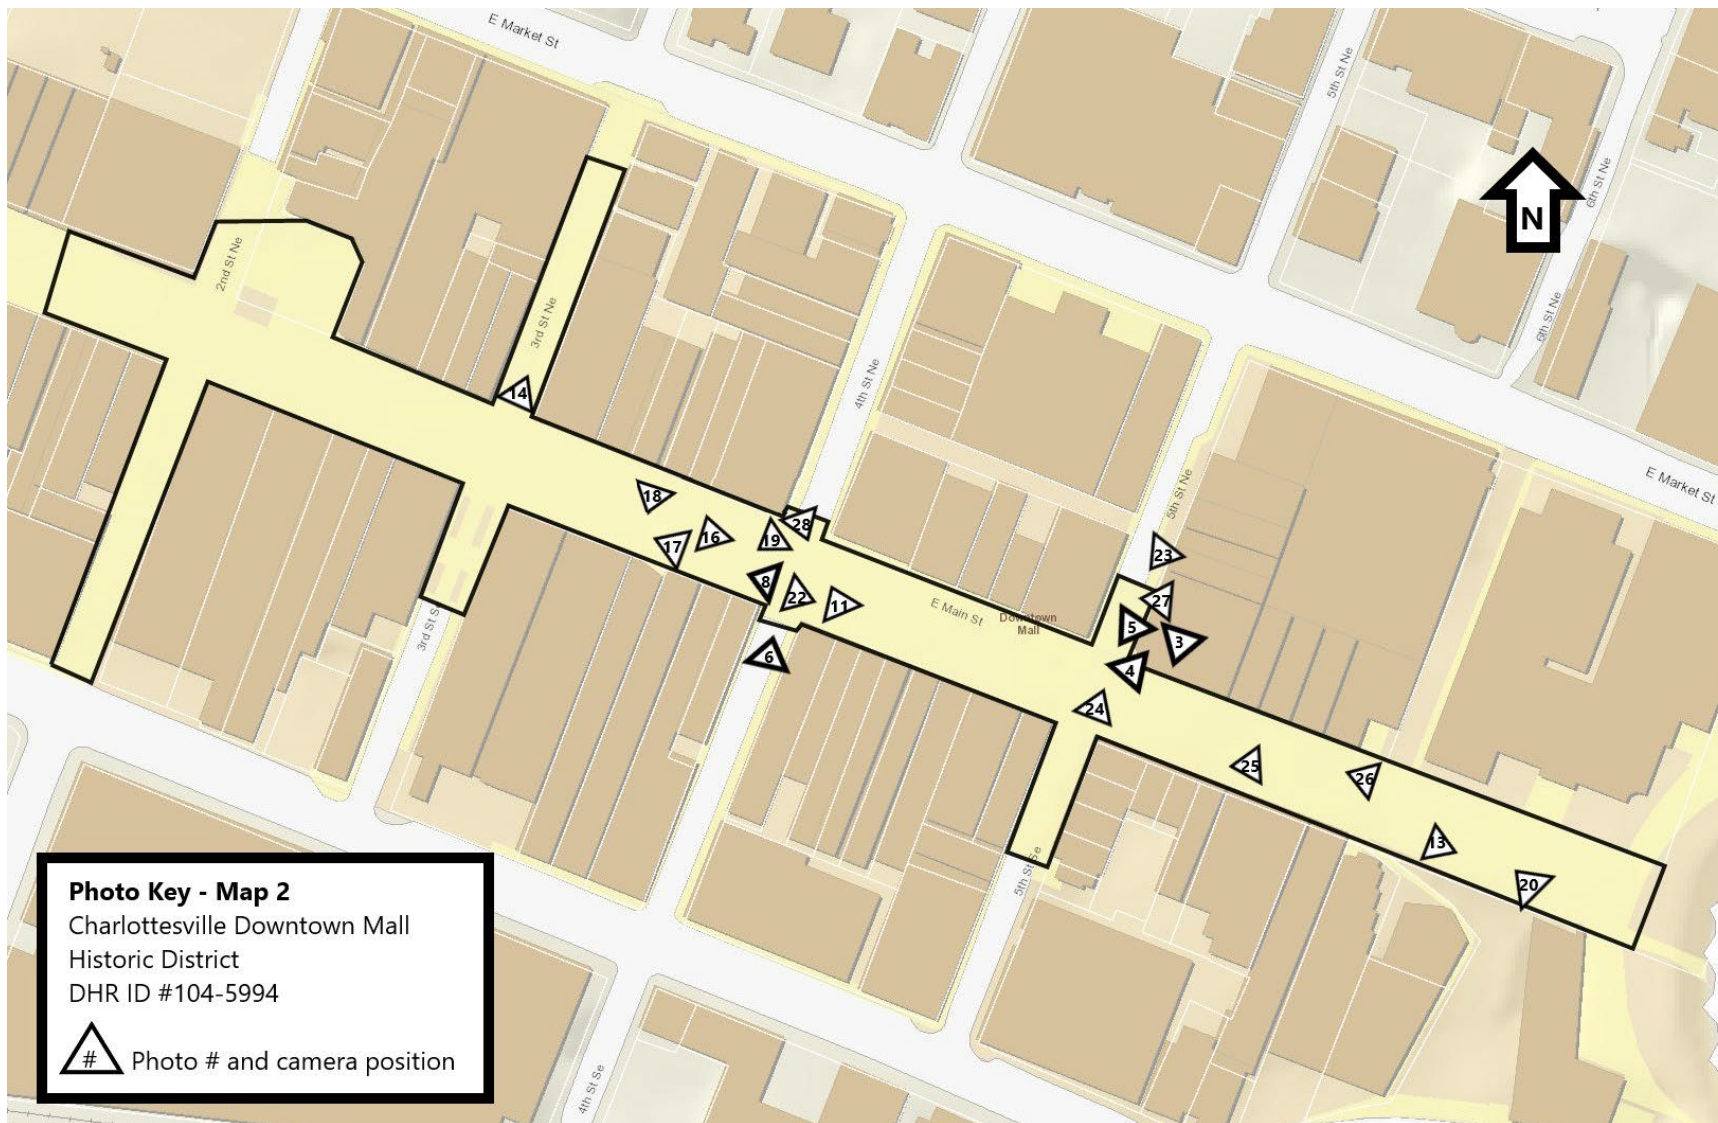 E Market St
5th St Ne
6th St Ne
N
2nd St Ne
3rd St Ne
6th St Ne
14
4th St Ne
E Market St
5th St Ne
18
28
16
19
17
23
8
22
11
E Main St
Downtown
Mall
27
5
3
3rd St S
6
4
24
25
26
13
20
5th St Se
4th St Se
Photo Key - Map 2
Charlottesville Downtown Mall
Historic District
DHR ID #104-5994
# Photo # and camera position